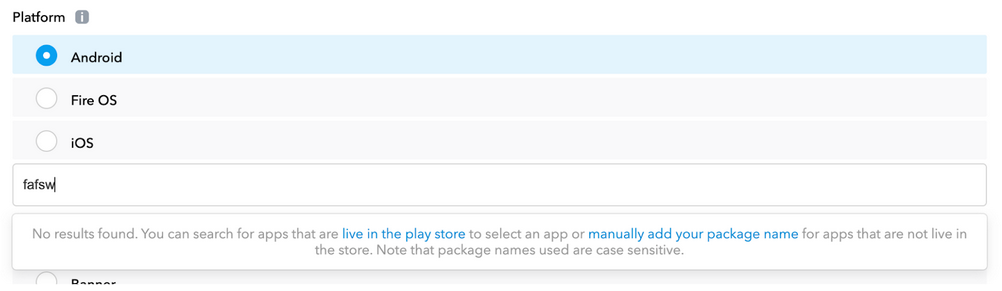 Platform
Android
Fire OS
iOS
fafsw
No results found. You can search for apps that are live in the play store to select an app or manually add your package name for apps that are not live in
the store. Note that package names used are case sensitive.
Banner